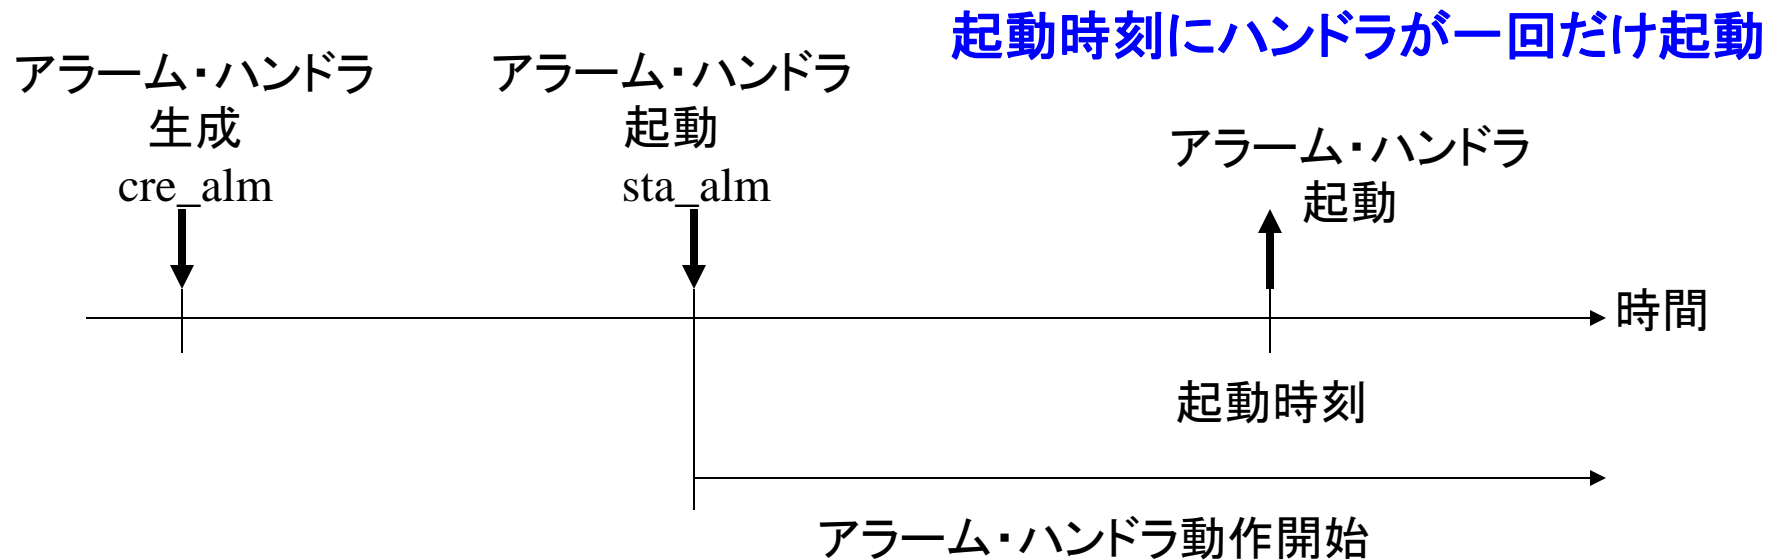 起動時刻にハンドラが一回だけ起動
アラーム・ハンドラ
生成
cre_alm
アラーム・ハンドラ
起動
sta_alm
アラーム・ハンドラ
起動
時間
起動時刻
アラーム・ハンドラ動作開始